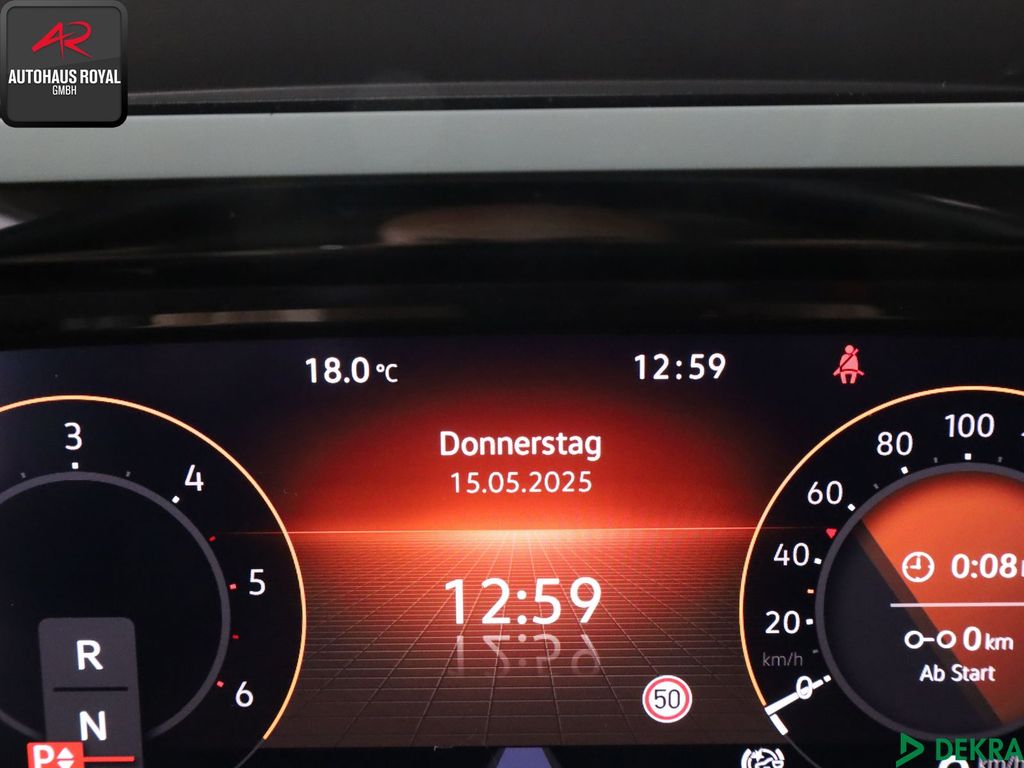 AR
AUTOHAUS ROYAL
GMBH
18.0 °C
12:59
Donnerstag
15.05.2025
12:59
50
3
4
5
6
R
N
P
100
80
60
40
20
km/h
0
0:08
0 km
Ab Start
km/h
DEKRA